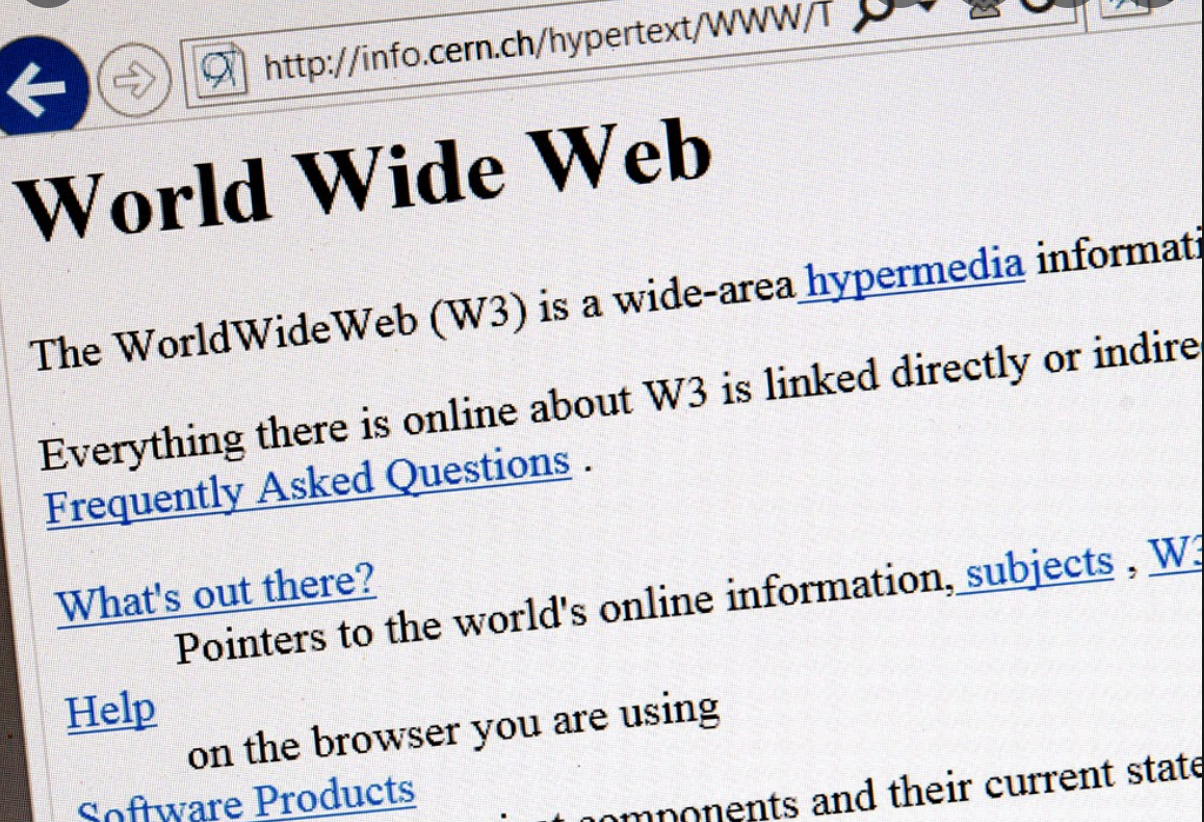 http://info.cern.ch/hypertext/WWW/T
World Wide Web
The WorldWideWeb (W3) is a wide-area hypermedia informati
Everything there is online about W3 is linked directly or indire
Frequently Asked Questions .
What's out there?
Pointers to the world's online information, subjects , W3
Help
on the browser you are using
Software Products
components and their current state